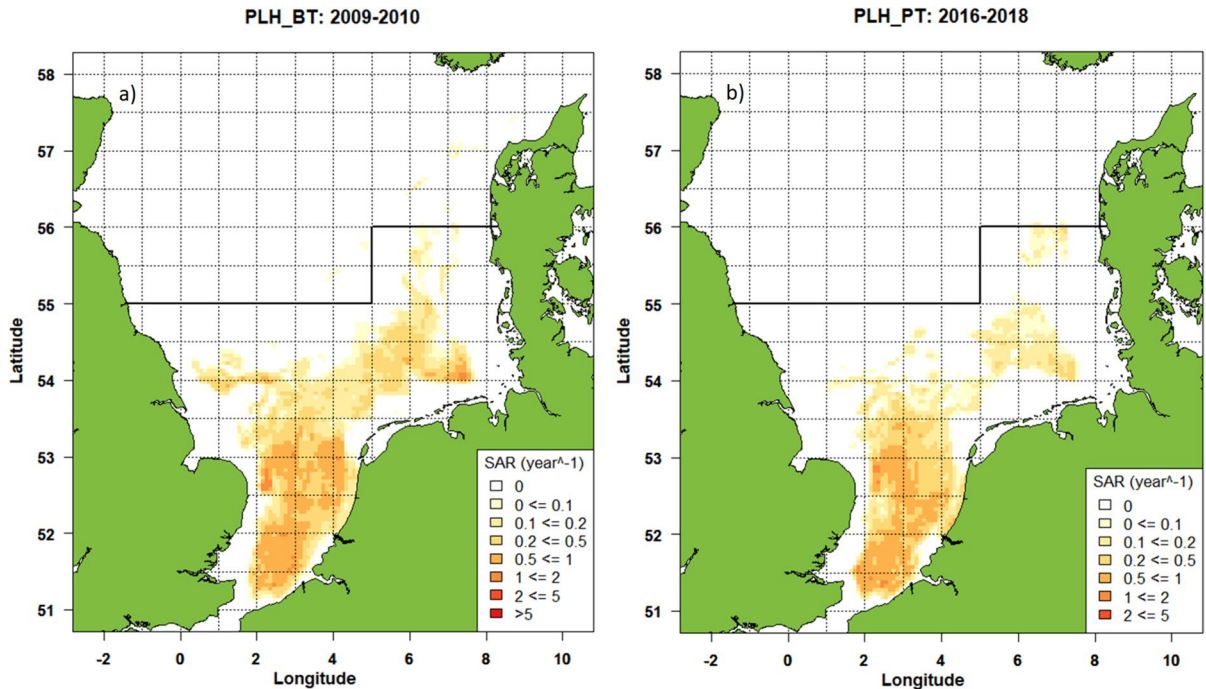 PLH_BT: 2009-2010
a)
58
57
56
55
54
53
52
51
Latitude
-2 0 2 4 6 8 10
Longitude
SAR (year^-1)
0
0 <= 0.1
0.1 <= 0.2
0.2 <= 0.5
0.5 <= 1
1 <= 2
2 <= 5
>5
PLH_PT: 2016-2018
b)
58
57
56
55
54
53
52
51
Latitude
-2 0 2 4 6 8 10
Longitude
SAR (year^-1)
0
0 <= 0.1
0.1 <= 0.2
0.2 <= 0.5
0.5 <= 1
1 <= 2
2 <= 5